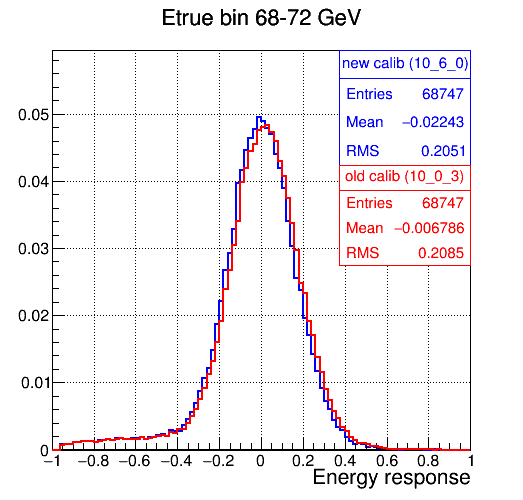 Etrue bin 68-72 GeV
new calib (10_6_0)
Entries 68747
Mean −0.02243
RMS 0.2051
old calib (10_0_3)
Entries 68747
Mean −0.006786
RMS 0.2085
0.05
0.04
0.03
0.02
0.01
0
−1 −0.8 −0.6 −0.4 −0.2 0 0.2 0.4 0.6 0.8 1
Energy response